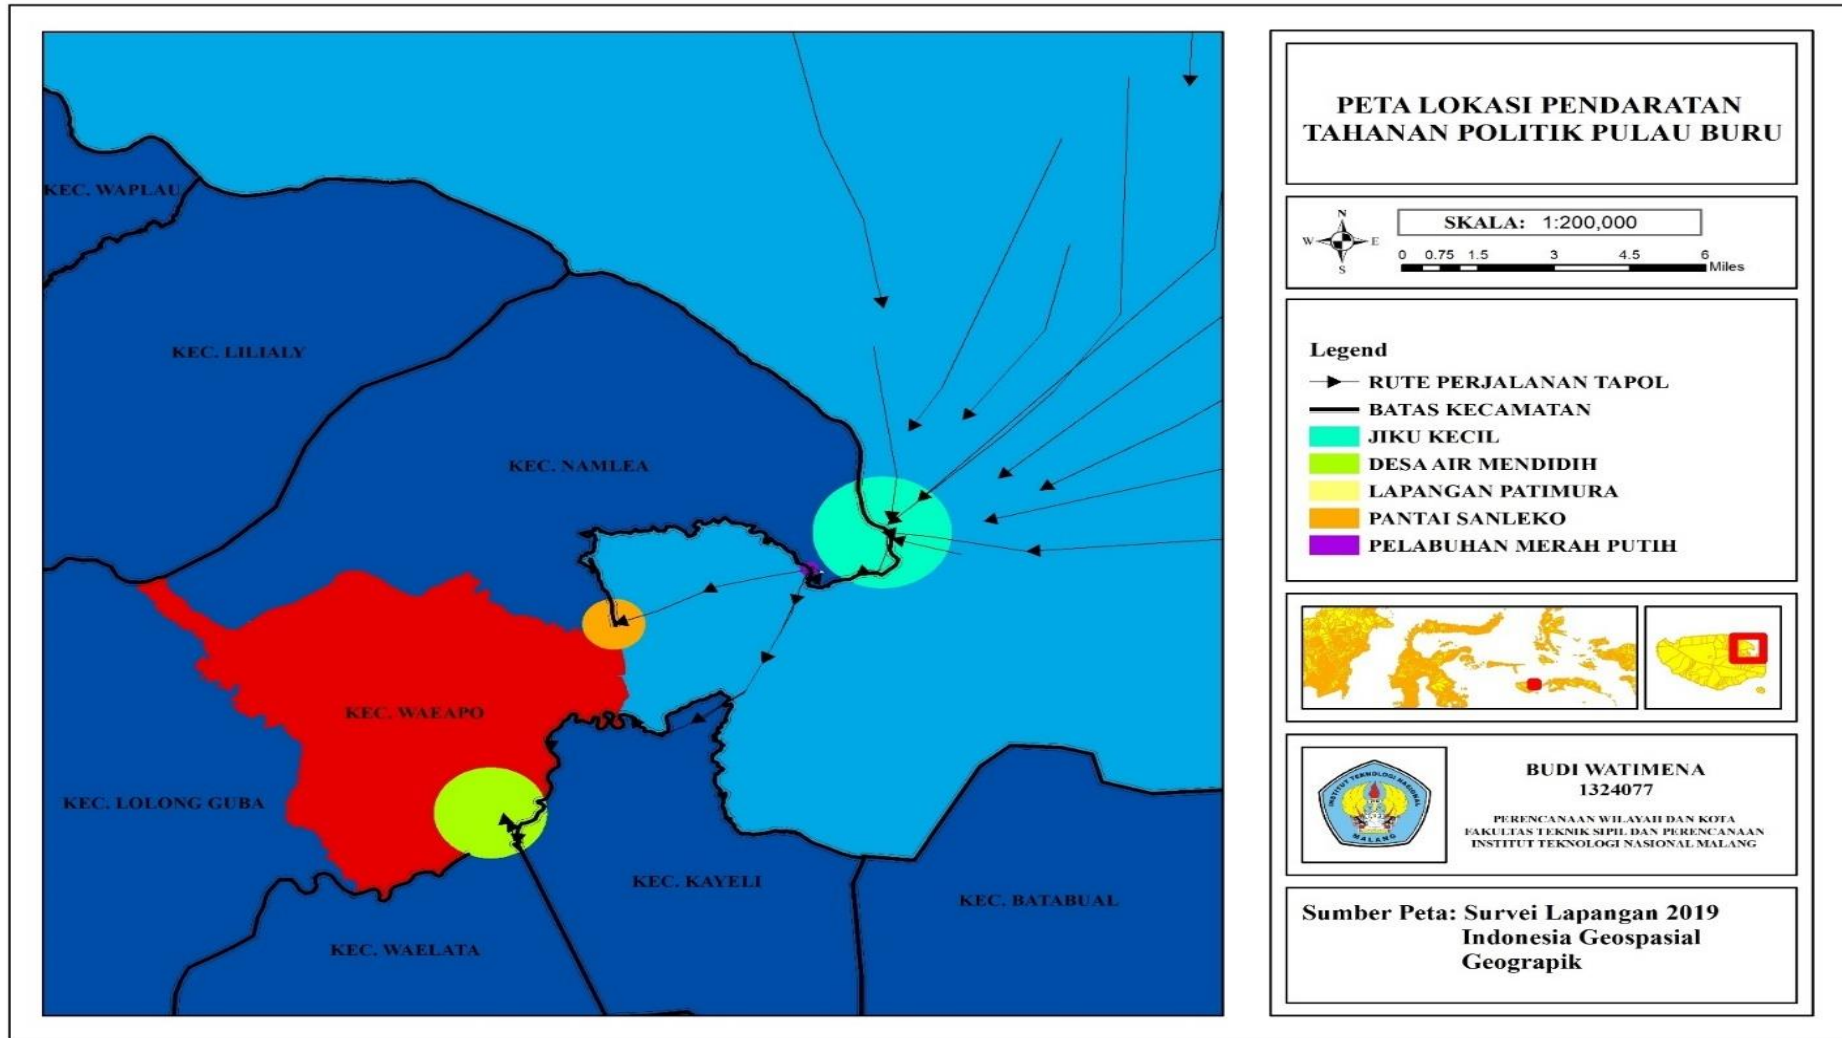 KEC. WAPLAU
KEC. LILIALY
KEC. NAMLEA
KEC. WAEAPO
KEC. LOLONG GUBA
KEC. KAYELI
KEC. BATABUAL
KEC. WAELATA
PETA LOKASI PENDARATAN
TAHANAN POLITIK PULAU BURU
N
W E
S
SKALA: 1:200,000
0 0.75 1.5 3 4.5 6
Miles
Legend
RUTE PERJALANAN TAPOL
BATAS KECAMATAN
JIKU KECIL
DESA AIR MENDIDIH
LAPANGAN PATIMURA
PANTAI SANLEKO
PELABUHAN MERAH PUTIH
INSTITUT TEKNOLOGI NASIONAL
MALANG
BUDI WATIMENA
1324077
PERENCANAAN WILAYAH DAN KOTA
FAKULTAS TEKNIK SIPIL DAN PERENCANAAN
INSTITUT TEKNOLOGI NASIONAL MALANG
Sumber Peta: Survei Lapangan 2019
Indonesia Geospasial
Geograpik